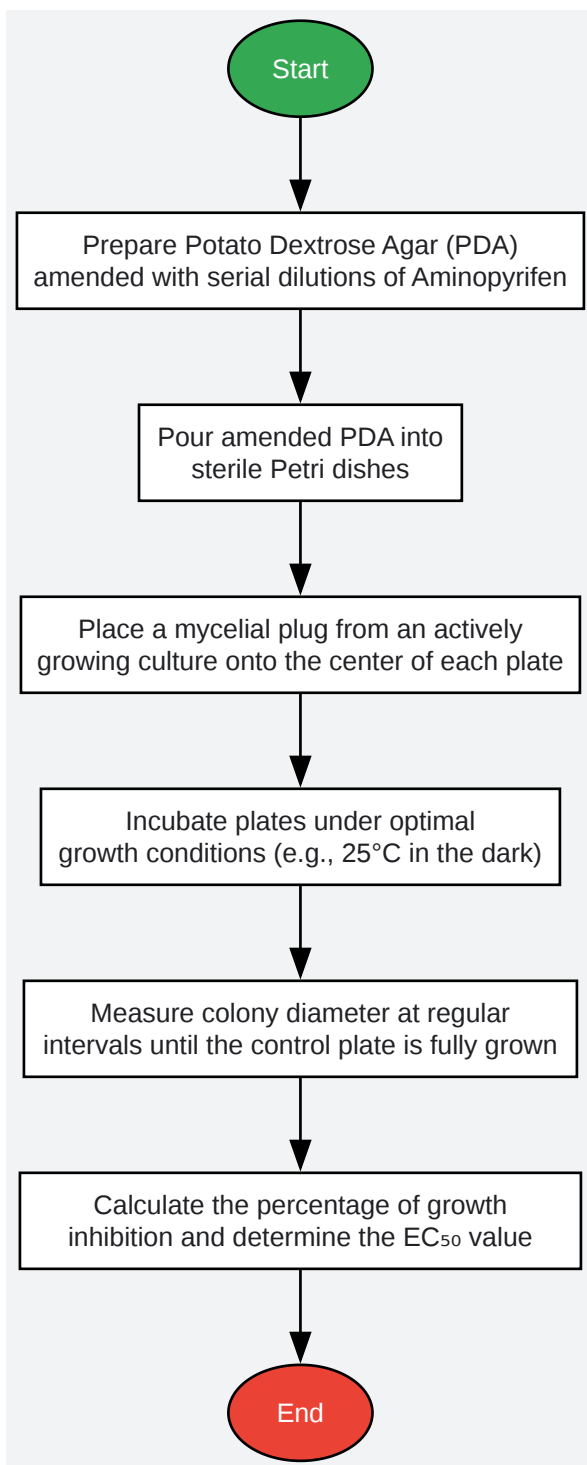 Start
Prepare Potato Dextrose Agar (PDA)
amended with serial dilutions of Aminopyrifen
Pour amended PDA into
sterile Petri dishes
Place a mycelial plug from an actively
growing culture onto the center of each plate
Incubate plates under optimal
growth conditions (e.g., 25°C in the dark)
Measure colony diameter at regular
intervals until the control plate is fully grown
Calculate the percentage of growth
inhibition and determine the EC₅₀ value
End